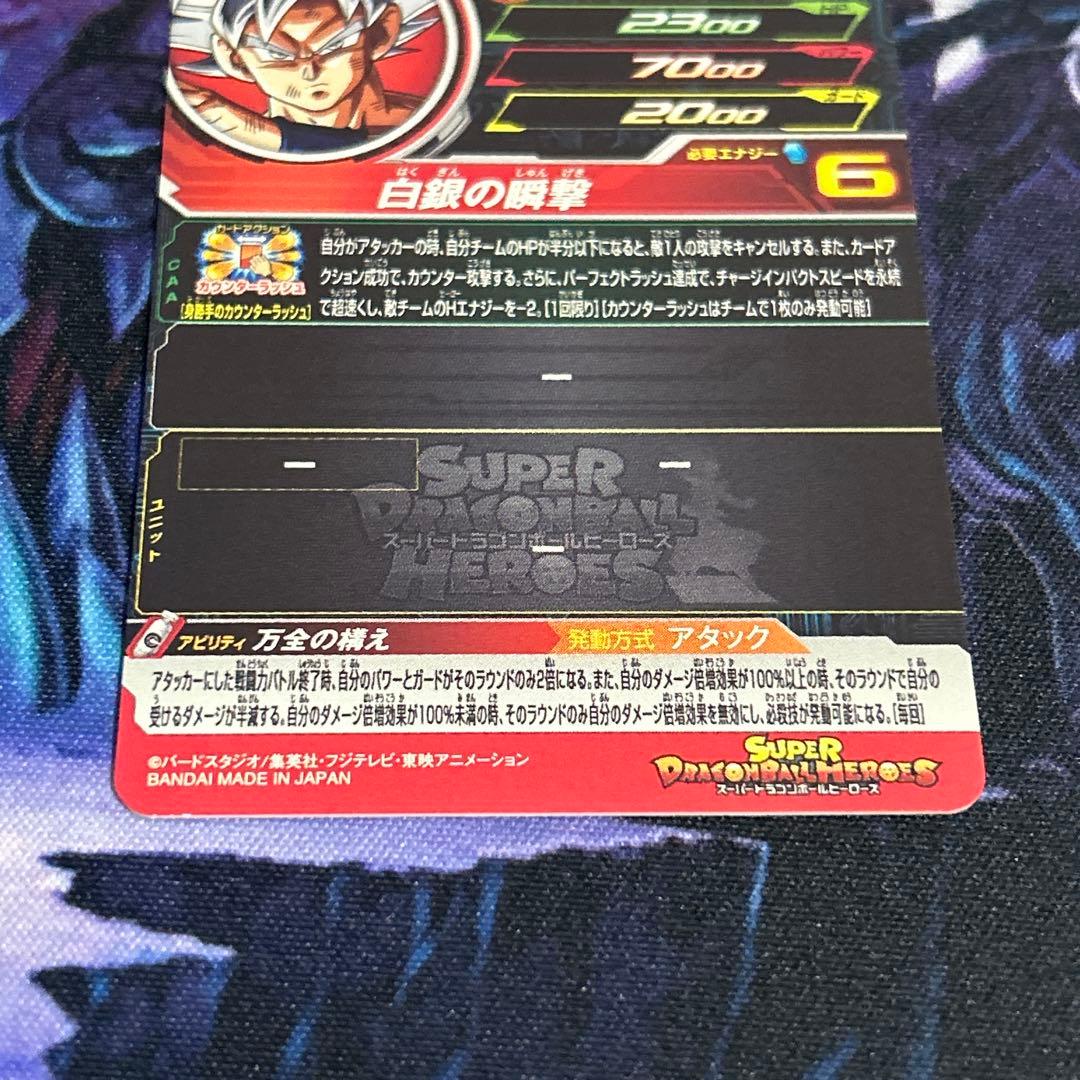 HP
2300
パワー
7000
ガード
2000
必要エナジー 6
はく ぎん しゅん げき
白銀の瞬撃
カードアクション
カウンターラッシュ
CAA
[身勝手のカウンターラッシュ]
自分がアタッカーの時、自分チームのHPが半分以下になると、敵1人の攻撃をキャンセルする。また、カードア
クション成功で、カウンター攻撃する。さらに、パーフェクトラッシュ達成で、チャージインパクトスピードを永続
で超速くし、敵チームのHエナジーを-2。[1回限り][カウンターラッシュはチームで1枚のみ発動可能]
ー
ユニット
ー
ー
ー
SUPER
DRAGONBALL
スーパードラゴンボールヒーローズ
HEROES
アビリティ 万全の構え 発動方式 アタック
アタッカーにした戦闘力バトル終了時、自分のパワーとガードがそのラウンドのみ2倍になる。また、自分のダメージ倍増効果が100%以上の時、そのラウンドで自分の
受けるダメージが半減する。自分のダメージ倍増効果が100%未満の時、そのラウンドのみ自分のダメージ倍増効果を無効にし、必殺技が発動可能になる。[毎回]
©バードスタジオ/集英社・フジテレビ・東映アニメーション
BANDAI MADE IN JAPAN
SUPER
DRAGONBALL HEROES
スーパードラゴンボールヒーローズ